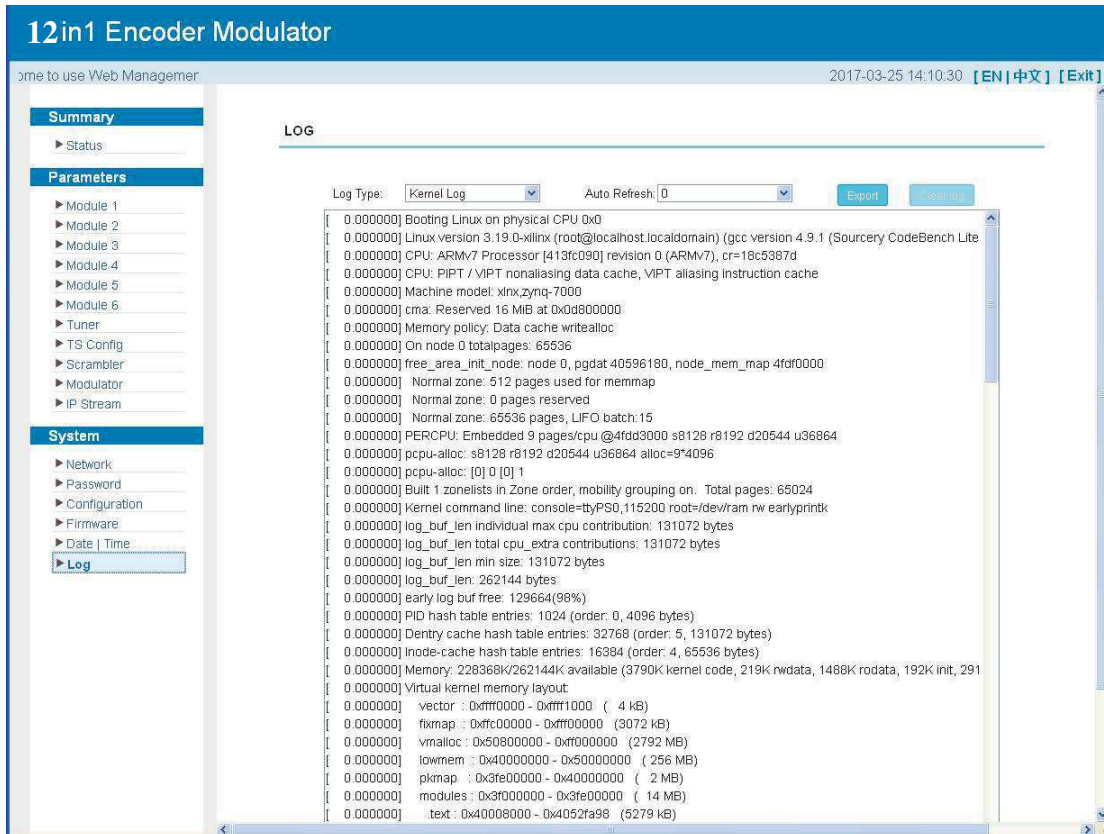 12in1 Encoder Modulator
ome to use Web Managemer
2017-03-25 14:10:30 [ EN | 中文 ] [ Exit ]
Summary
Status
Parameters
Module 1
Module 2
Module 3
Module 4
Module 5
Module 6
Tuner
TS Config
Scrambler
Modulator
IP Stream
System
Network
Password
Configuration
Firmware
Date | Time
Log
LOG
Log Type: Kernel Log Auto Refresh: 0 Export Clear log
[ 0.000000] Booting Linux on physical CPU 0x0
[ 0.000000] Linux version 3.19.0-xilinx (root@localhost.localdomain) (gcc version 4.9.1 (Sourcery CodeBench Lite
[ 0.000000] CPU: ARMv7 Processor [413fc090] revision 0 (ARMv7), cr=18c5387d
[ 0.000000] CPU: PIPT / VIPT nonaliasing data cache, VIPT aliasing instruction cache
[ 0.000000] Machine model: xlnx,zynq-7000
[ 0.000000] cma: Reserved 16 MiB at 0x0d800000
[ 0.000000] Memory policy: Data cache writealloc
[ 0.000000] On node 0 totalpages: 65536
[ 0.000000] free_area_init_node: node 0, pgdat 40596180, node_mem_map 4fdf0000
[ 0.000000] Normal zone: 512 pages used for memmap
[ 0.000000] Normal zone: 0 pages reserved
[ 0.000000] Normal zone: 65536 pages, LIFO batch:15
[ 0.000000] PERCPU: Embedded 9 pages/cpu @4fdd3000 s8128 r8192 d20544 u36864
[ 0.000000] pcpu-alloc: s8128 r8192 d20544 u36864 alloc=9*4096
[ 0.000000] pcpu-alloc: [0] 0 [0] 1
[ 0.000000] Built 1 zonelists in Zone order, mobility grouping on. Total pages: 65024
[ 0.000000] Kernel command line: console=ttyPS0,115200 root=/dev/ram rw earlyprintk
[ 0.000000] log_buf_len individual max cpu contribution: 131072 bytes
[ 0.000000] log_buf_len total cpu_extra contributions: 131072 bytes
[ 0.000000] log_buf_len min size: 131072 bytes
[ 0.000000] log_buf_len: 262144 bytes
[ 0.000000] early log buf free: 129664(98%)
[ 0.000000] PID hash table entries: 1024 (order: 0, 4096 bytes)
[ 0.000000] Dentry cache hash table entries: 32768 (order: 5, 131072 bytes)
[ 0.000000] Inode-cache hash table entries: 16384 (order: 4, 65536 bytes)
[ 0.000000] Memory: 228368K/262144K available (3790K kernel code, 219K rwdata, 1488K rodata, 192K init, 291
[ 0.000000] Virtual kernel memory layout:
[ 0.000000] vector : 0xffff0000 - 0xffff1000 ( 4 kB)
[ 0.000000] fixmap : 0xffc00000 - 0xfff00000 (3072 kB)
[ 0.000000] vmalloc : 0x50800000 - 0xff000000 (2792 MB)
[ 0.000000] lowmem : 0x40000000 - 0x50000000 ( 256 MB)
[ 0.000000] pkmap : 0x3fe00000 - 0x40000000 ( 2 MB)
[ 0.000000] modules : 0x3f000000 - 0x3fe00000 ( 14 MB)
[ 0.000000] .text : 0x40008000 - 0x4052fa98 (5279 kB)